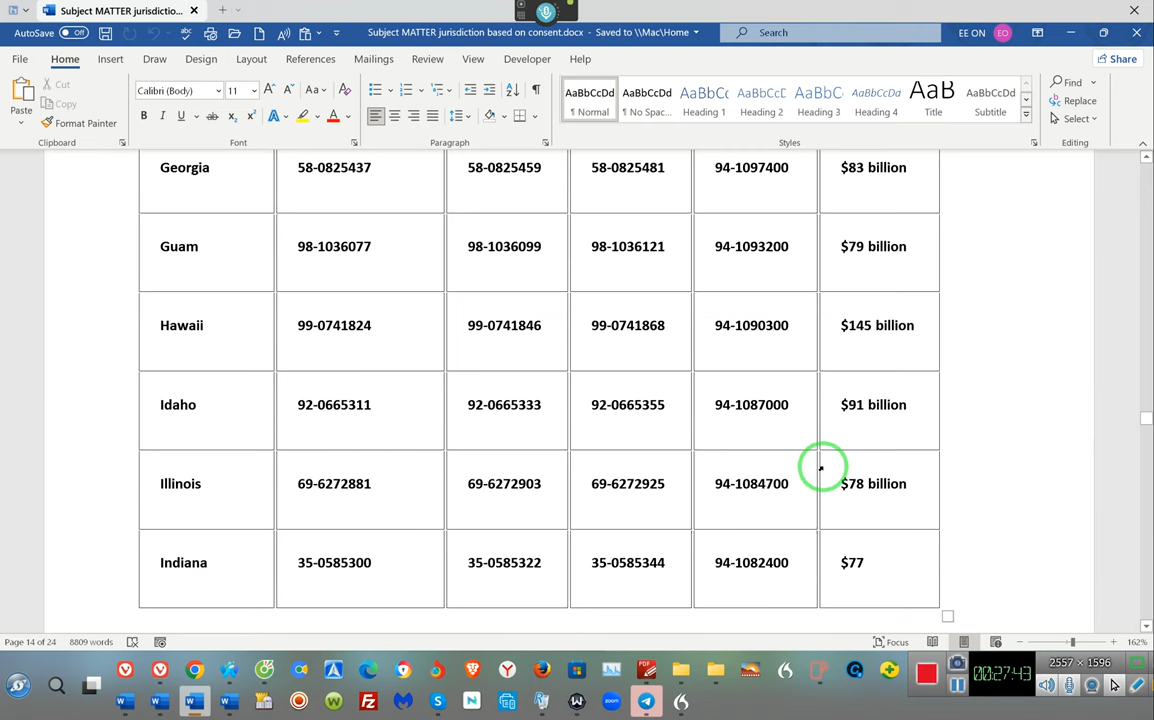 Subject MATTER jurisdictio...
AutoSave Off
Subject MATTER jurisdiction based on consent.docx - Saved to \\Mac\Home
Search
EE ON
EO
File Home Insert Draw Design Layout References Mailings Review View Developer Help
Share
Paste
Cut
Copy
Format Painter
Clipboard
Calibri (Body) 11
Font
Paragraph
AaBbCcDd AaBbCcDd AaBbCc AaBbCcC AaBbCcD AaBbCcDd AaB AaBbCcDd
¶ Normal ¶ No Spac... Heading 1 Heading 2 Heading 3 Heading 4 Title Subtitle
Styles
Find
Replace
Select
Editing
Georgia 58-0825437 58-0825459 58-0825481 94-1097400 $83 billion
Guam 98-1036077 98-1036099 98-1036121 94-1093200 $79 billion
Hawaii 99-0741824 99-0741846 99-0741868 94-1090300 $145 billion
Idaho 92-0665311 92-0665333 92-0665355 94-1087000 $91 billion
Illinois 69-6272881 69-6272903 69-6272925 94-1084700 $78 billion
Indiana 35-0585300 35-0585322 35-0585344 94-1082400 $77
Page 14 of 24 8809 words
Focus
162%
00:27:43
2557 × 1596